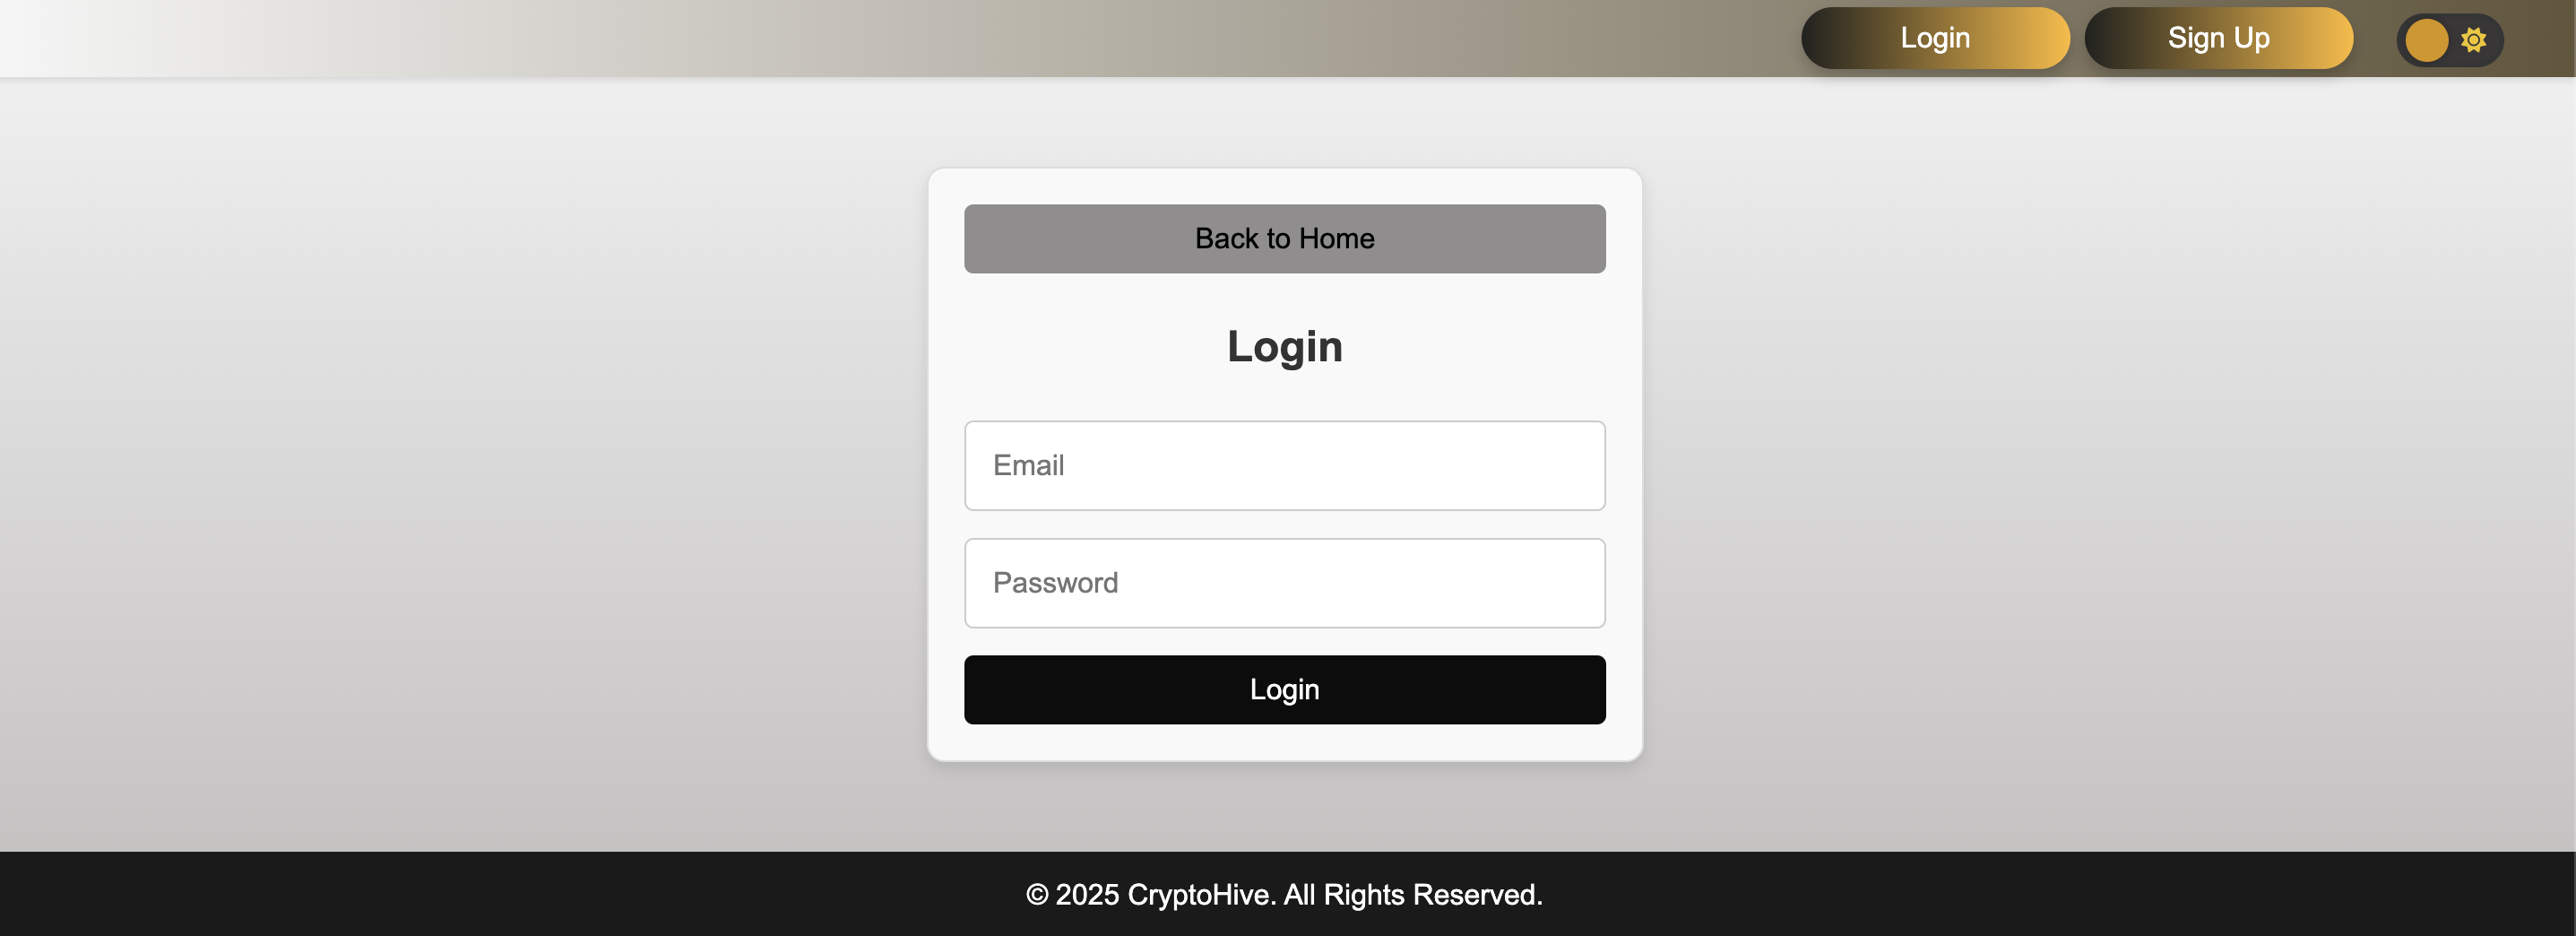 Login
Sign Up
Back to Home
Login
Email
Password
Login
© 2025 CryptoHive. All Rights Reserved.